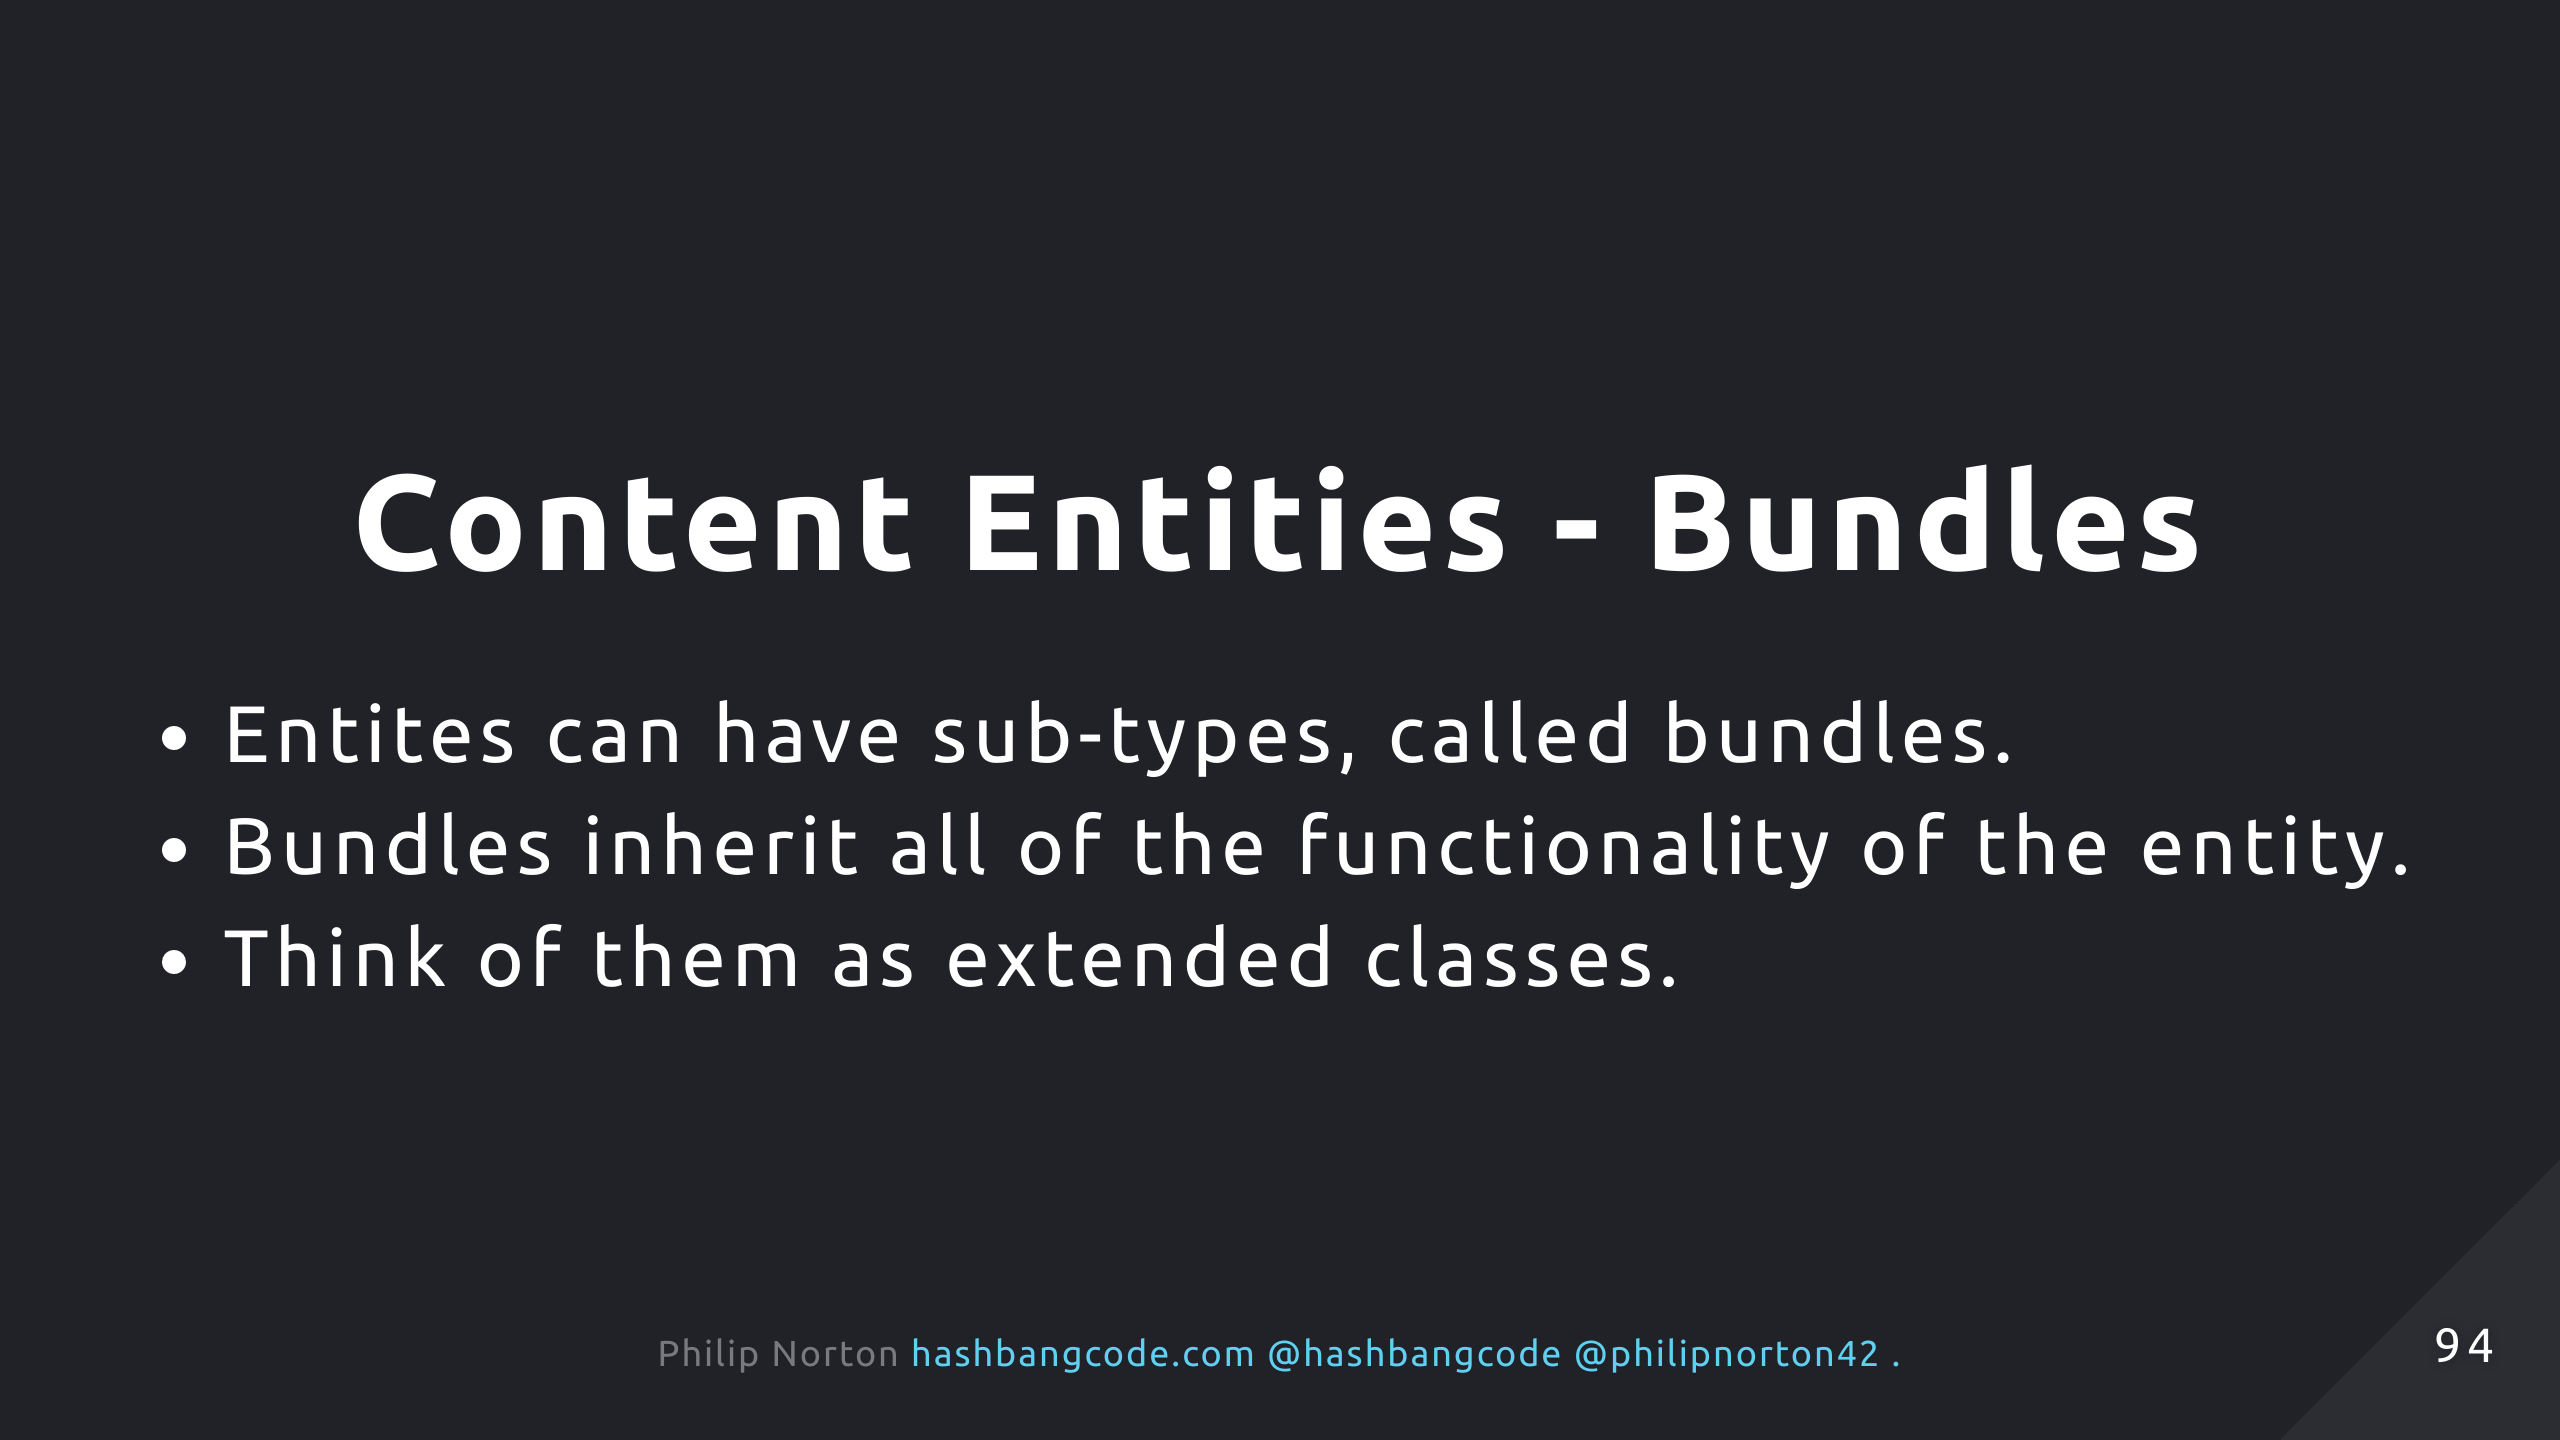 Content Entities - Bundles
• Entites can have sub-types, called bundles.
• Bundles inherit all of the functionality of the entity.
• Think of them as extended classes.
Philip Norton hashbangcode.com @hashbangcode @philipnorton42 .
94